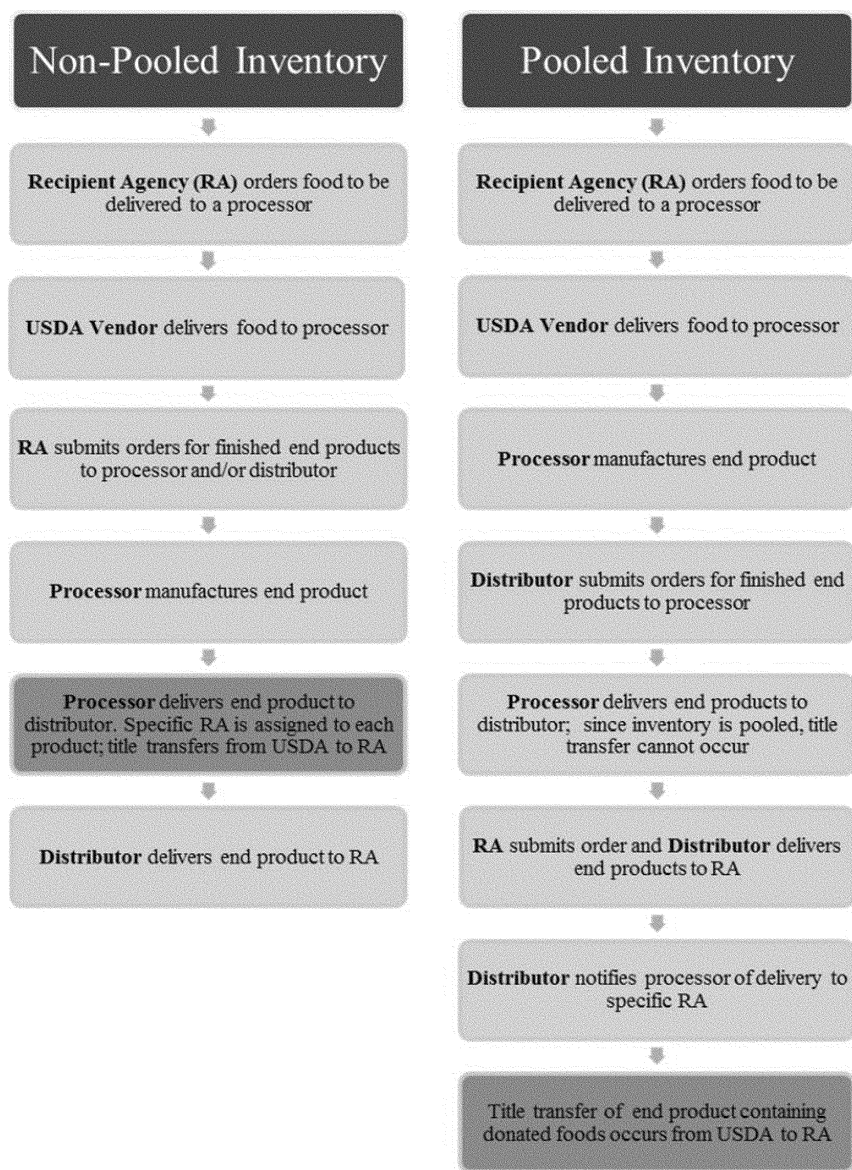 Non-Pooled Inventory
Recipient Agency (RA) orders food to be
delivered to a processor
USDA Vendor delivers food to processor
RA submits orders for finished end products
to processor and/or distributor
Processor manufactures end product
Processor delivers end product to
distributor. Specific RA is assigned to each
product; title transfers from USDA to RA
Distributor delivers end product to RA
Pooled Inventory
Recipient Agency (RA) orders food to be
delivered to a processor
USDA Vendor delivers food to processor
Processor manufactures end product
Distributor submits orders for finished end
products to processor
Processor delivers end products to
distributor; since inventory is pooled, title
transfer cannot occur
RA submits order and Distributor delivers
end products to RA
Distributor notifies processor of delivery to
specific RA
Title transfer of end product containing
donated foods occurs from USDA to RA